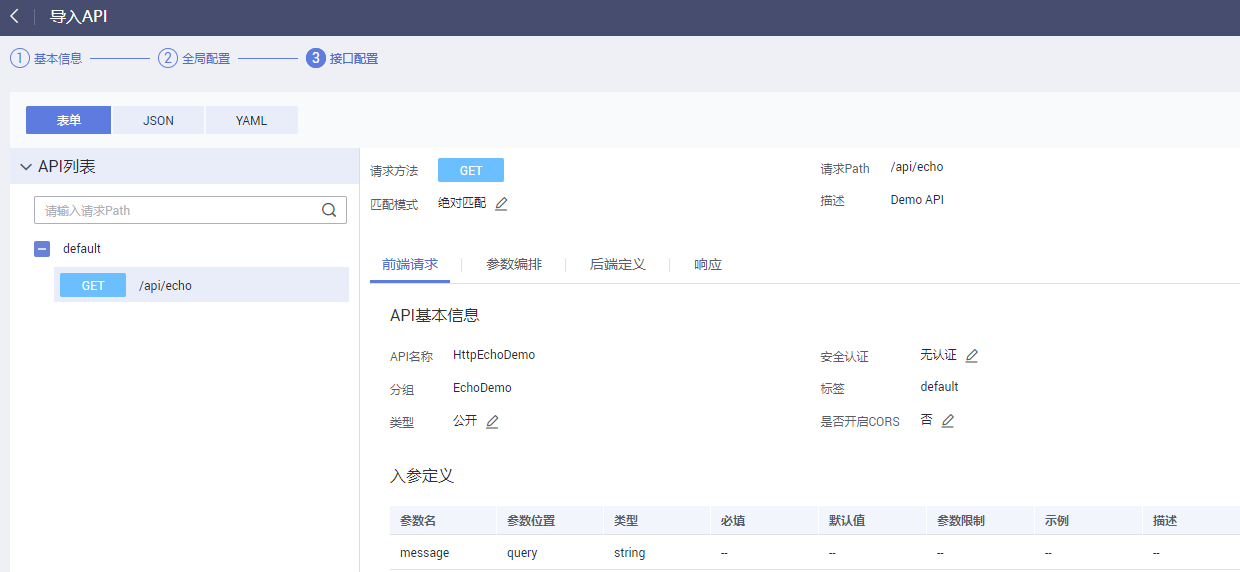 导入API
1 基本信息 2 全局配置 3 接口配置
表单 JSON YAML
API列表
请输入请求Path
default
GET /api/echo
请求方法 GET 请求Path /api/echo
匹配模式 绝对匹配 描述 Demo API
前端请求 参数编排 后端定义 响应
API基本信息
API名称 HttpEchoDemo 安全认证 无认证
分组 EchoDemo 标签 default
类型 公开 是否开启CORS 否
入参定义
参数名 参数位置 类型 必填 默认值 参数限制 示例 描述
message query string -- -- -- -- --